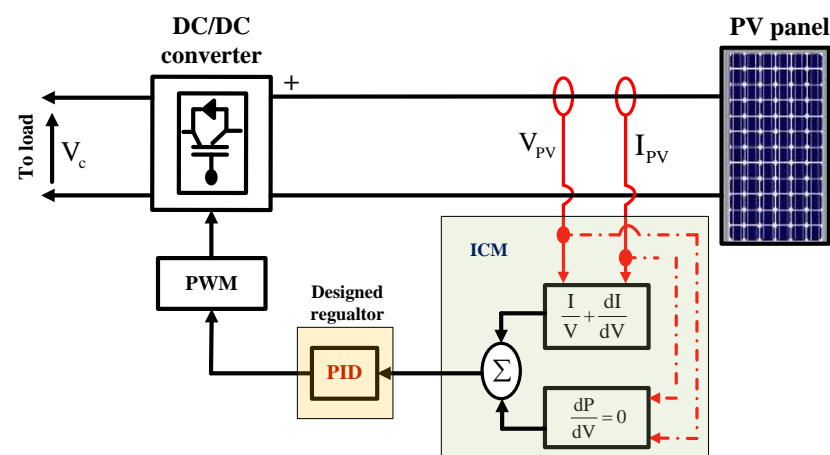 DC/DC
converter
PV panel
+
To load
V_c
V_PV
I_PV
ICM
PWM
Designed
regualtor
PID
I/V + dI/dV
Σ
dP/dV = 0